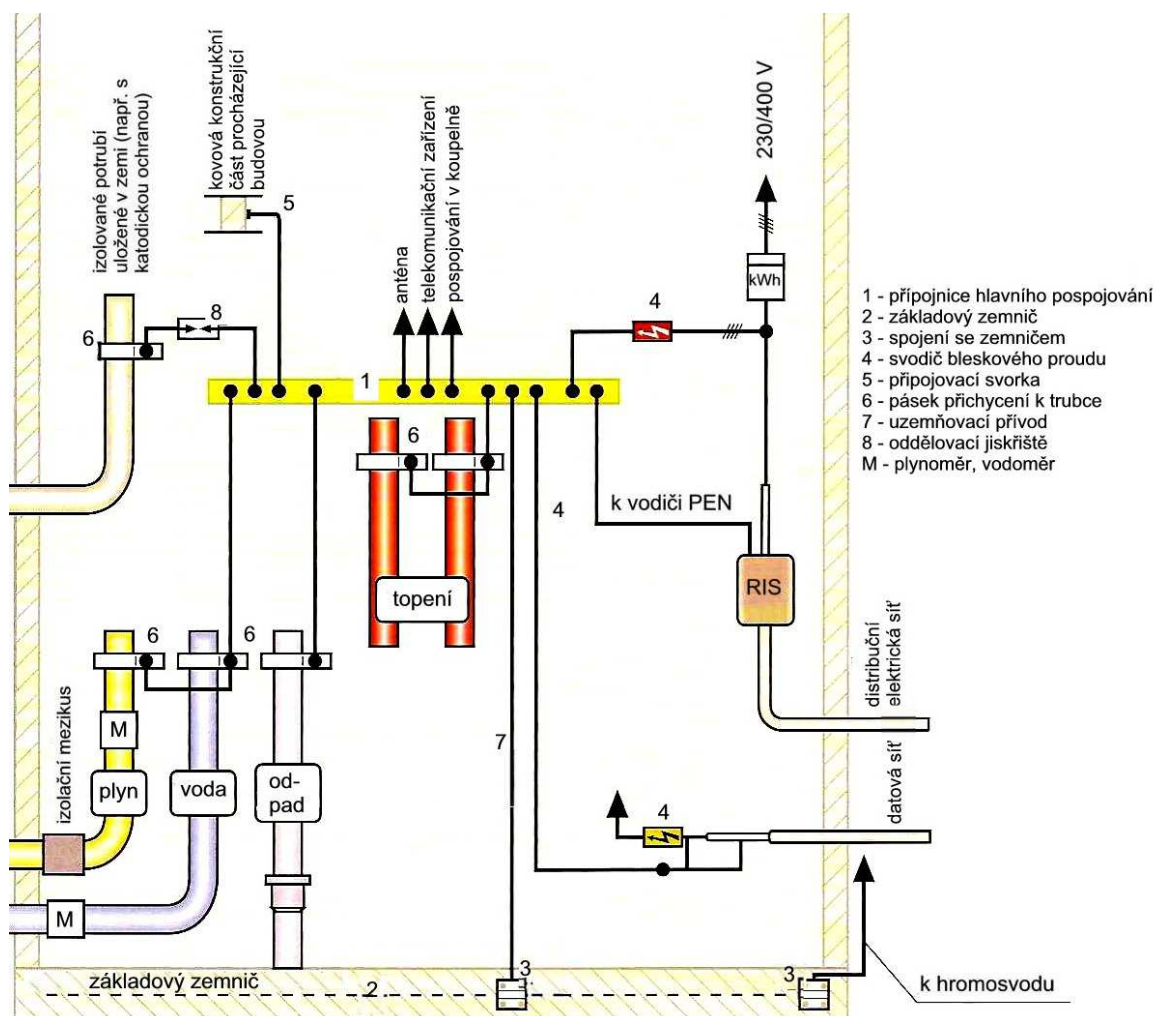 izolované potrubí
uložené v zemi (např. s
katodickou ochranou)
kovová konstrukční
část procházející
budovou
5
anténa
telekomunikační zařízení
pospojování v koupelně
230/400 V
kWh
4
8
6
1
1 - přípojnice hlavního pospojování
2 - základový zemnič
3 - spojení se zemničem
4 - svodič bleskového proudu
5 - připojovací svorka
6 - pásek přichycení k trubce
7 - uzemňovací přívod
8 - oddělovací jiskřiště
M - plynoměr, vodoměr
6
4
k vodiči PEN
RIS
topení
6
6
distribuční
elektrická síť
izolační mezikus
M
7
plyn
voda
od-
pad
datová síť
4
M
základový zemnič
2
3
3
k hromosvodu